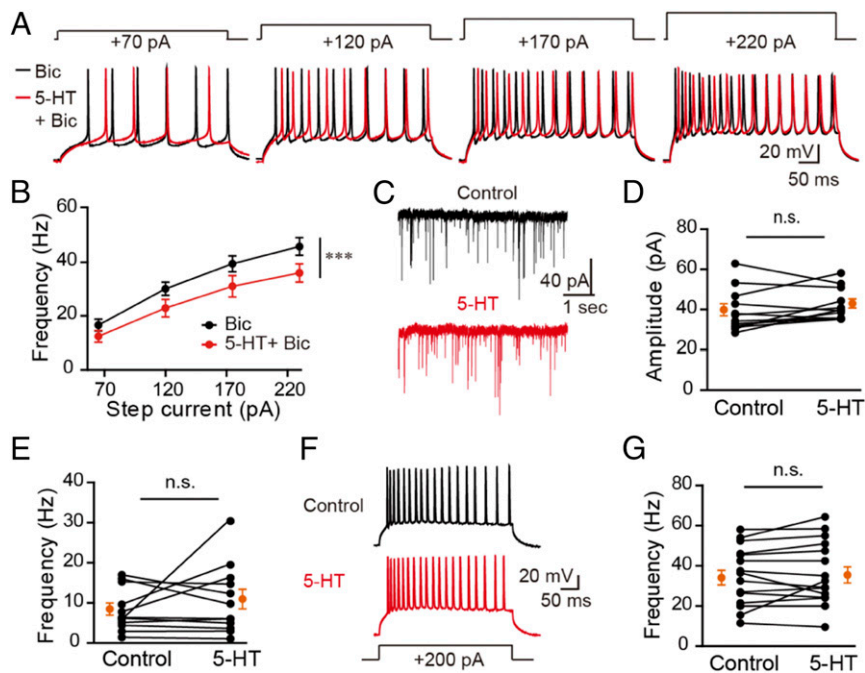 A
+70 pA
+120 pA
+170 pA
+220 pA
Bic
5-HT
+ Bic
20 mV
50 ms
B
Frequency (Hz)
60
40
20
0
***
Bic
5-HT+ Bic
70
120
170
220
Step current (pA)
C
Control
40 pA
1 sec
5-HT
D
n.s.
Amplitude (pA)
80
60
40
20
0
Control
5-HT
E
n.s.
Frequency (Hz)
40
30
20
10
0
Control
5-HT
F
Control
5-HT
20 mV
50 ms
+200 pA
G
n.s.
Frequency (Hz)
80
60
40
20
0
Control
5-HT